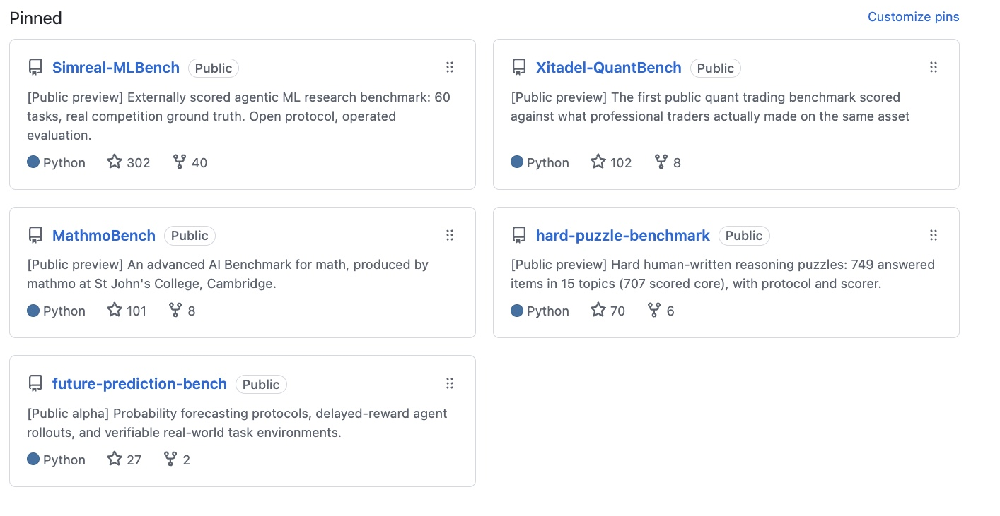 Pinned
Customize pins
Simreal-MLBench Public
[Public preview] Externally scored agentic ML research benchmark: 60
tasks, real competition ground truth. Open protocol, operated
evaluation.
Python 302 40
Xitadel-QuantBench Public
[Public preview] The first public quant trading benchmark scored
against what professional traders actually made on the same asset
Python 102 8
MathmoBench Public
[Public preview] An advanced AI Benchmark for math, produced by
mathmo at St John's College, Cambridge.
Python 101 8
hard-puzzle-benchmark Public
[Public preview] Hard human-written reasoning puzzles: 749 answered
items in 15 topics (707 scored core), with protocol and scorer.
Python 70 6
future-prediction-bench Public
[Public alpha] Probability forecasting protocols, delayed-reward agent
rollouts, and verifiable real-world task environments.
Python 27 2